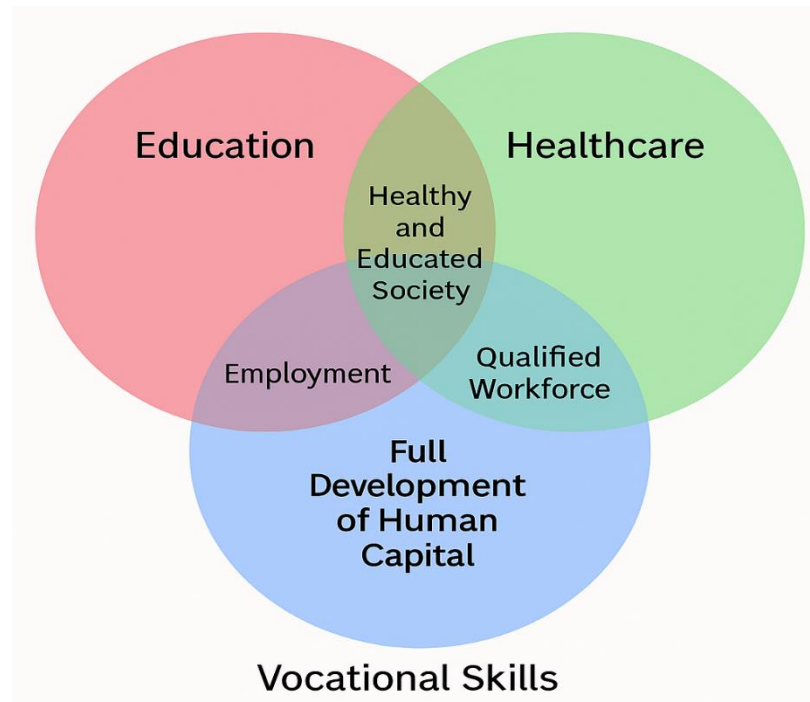 Education
Healthcare
Healthy
and
Educated
Society
Employment
Qualified
Workforce
Full
Development
of Human
Capital
Vocational Skills